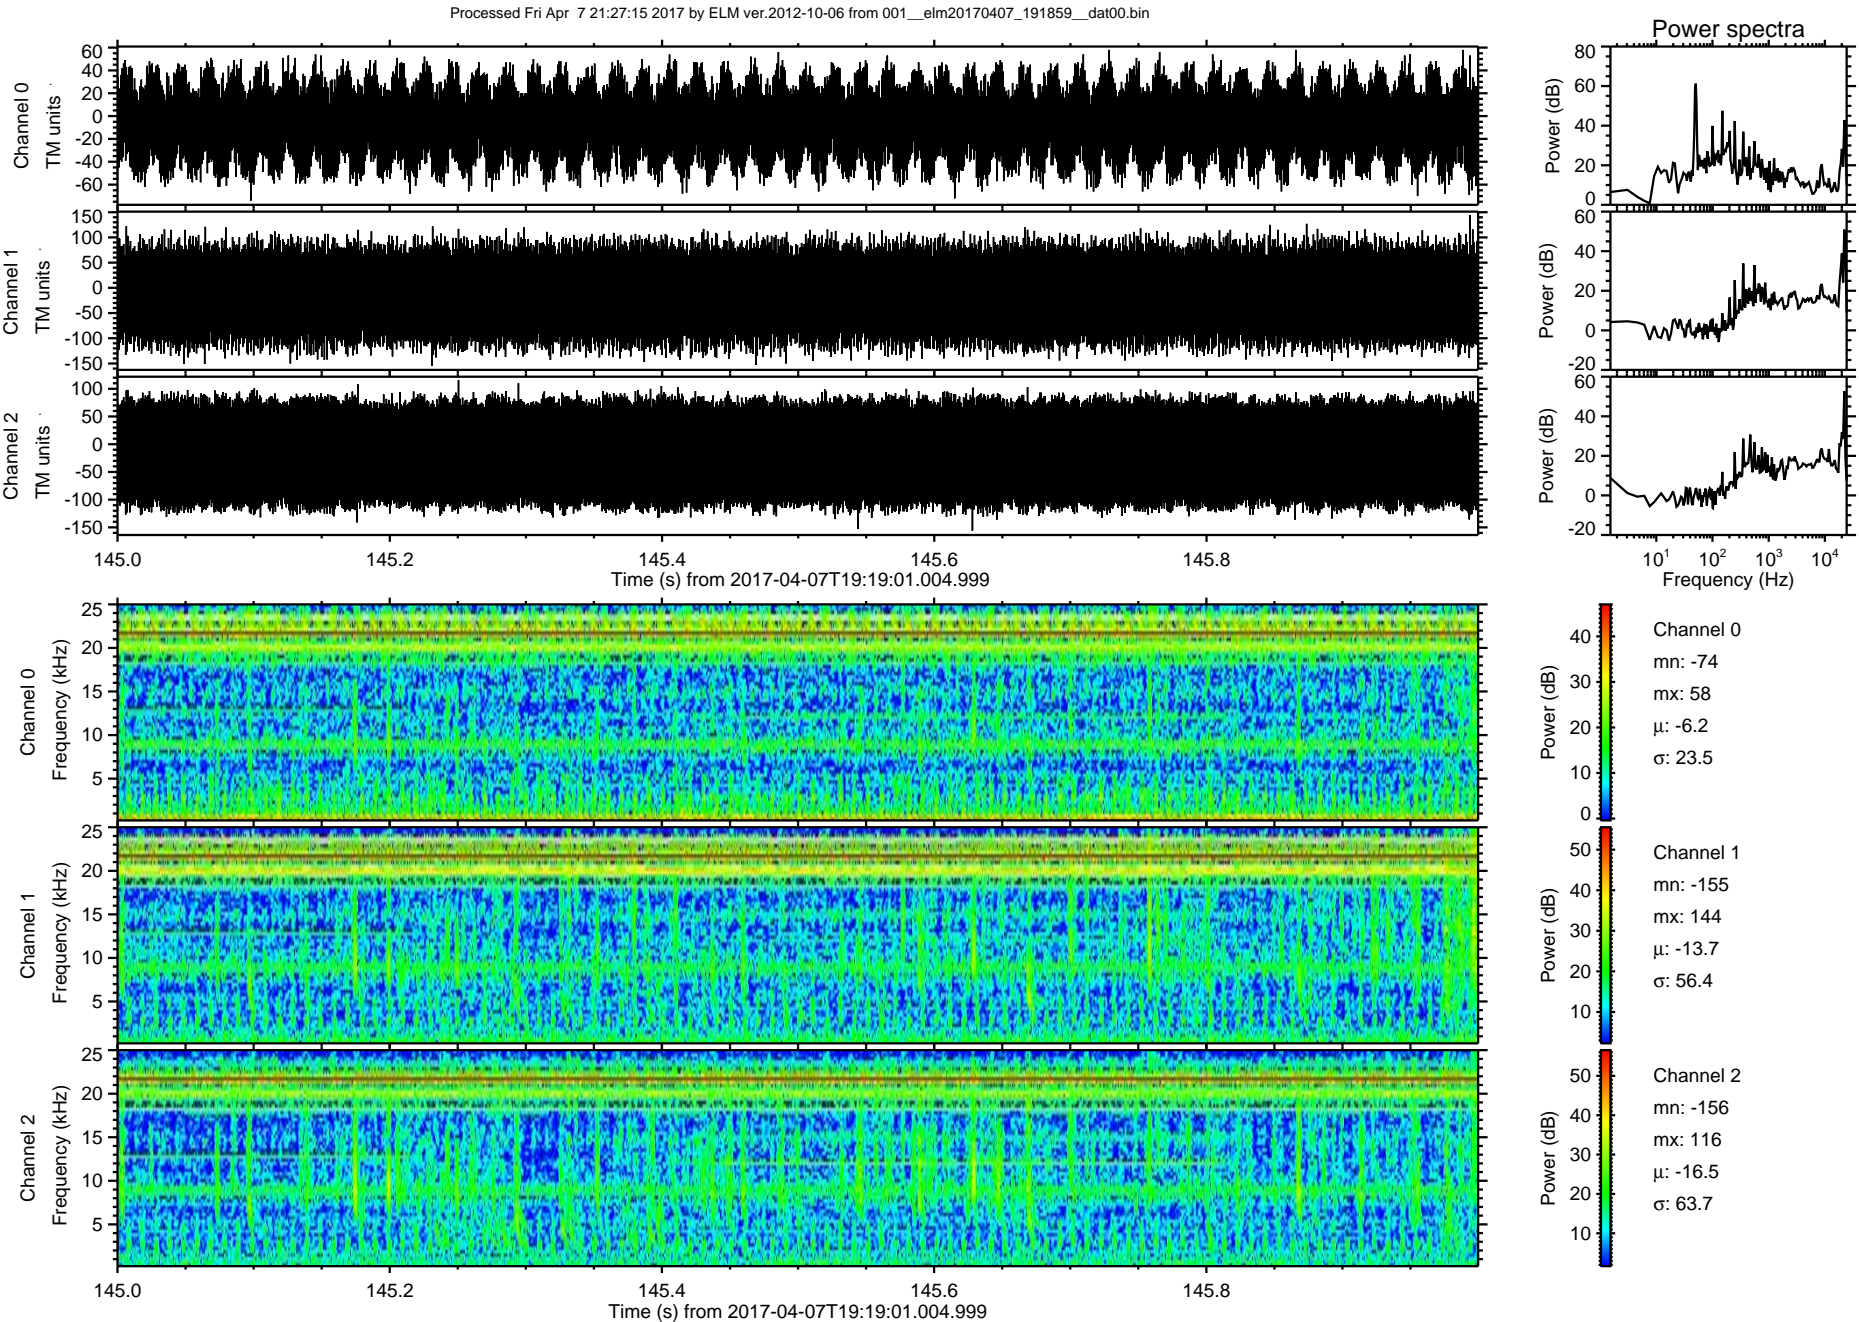 Processed Fri Apr  7 21:27:15 2017 by ELM ver.2012-10-06 from 001__elm20170407_191859__dat00.bin
Power spectra
Channel 0
TM units
60
40
20
0
-20
-40
-60
Power (dB)
80
60
40
20
0
Channel 1
TM units
150
100
50
0
-50
-100
-150
Power (dB)
60
40
20
0
-20
Channel 2
TM units
100
50
0
-50
-100
-150
Power (dB)
60
40
20
0
-20
145.0 145.2 145.4 145.6 145.8
Time (s) from 2017-04-07T19:19:01.004.999
10^1 10^2 10^3 10^4
Frequency (Hz)
Channel 0
Frequency (kHz)
25
20
15
10
5
Power (dB)
40
30
20
10
0
Channel 0
mn: -74
mx: 58
μ: -6.2
σ: 23.5
Channel 1
Frequency (kHz)
25
20
15
10
5
Power (dB)
50
40
30
20
10
Channel 1
mn: -155
mx: 144
μ: -13.7
σ: 56.4
Channel 2
Frequency (kHz)
25
20
15
10
5
Power (dB)
50
40
30
20
10
Channel 2
mn: -156
mx: 116
μ: -16.5
σ: 63.7
145.0 145.2 145.4 145.6 145.8
Time (s) from 2017-04-07T19:19:01.004.999